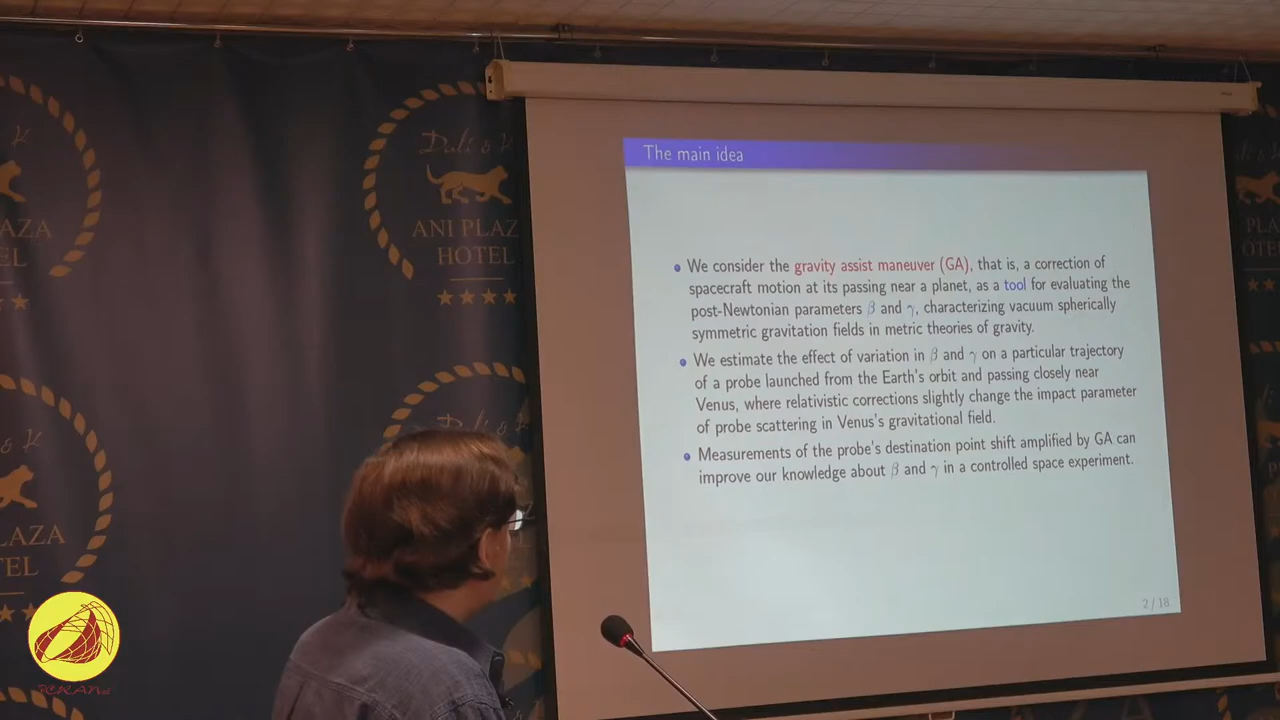 The main idea
We consider the gravity assist maneuver (GA), that is, a correction of
spacecraft motion at its passing near a planet, as a tool for evaluating the
post-Newtonian parameters β and γ, characterizing vacuum spherically
symmetric gravitation fields in metric theories of gravity.
We estimate the effect of variation in β and γ on a particular trajectory
of a probe launched from the Earth's orbit and passing closely near
Venus, where relativistic corrections slightly change the impact parameter
of probe scattering in Venus's gravitational field.
Measurements of the probe's destination point shift amplified by GA can
improve our knowledge about β and γ in a controlled space experiment.
2 / 18
ANI PLAZ
HOTEL
AZA
EL
LAZA
TEL